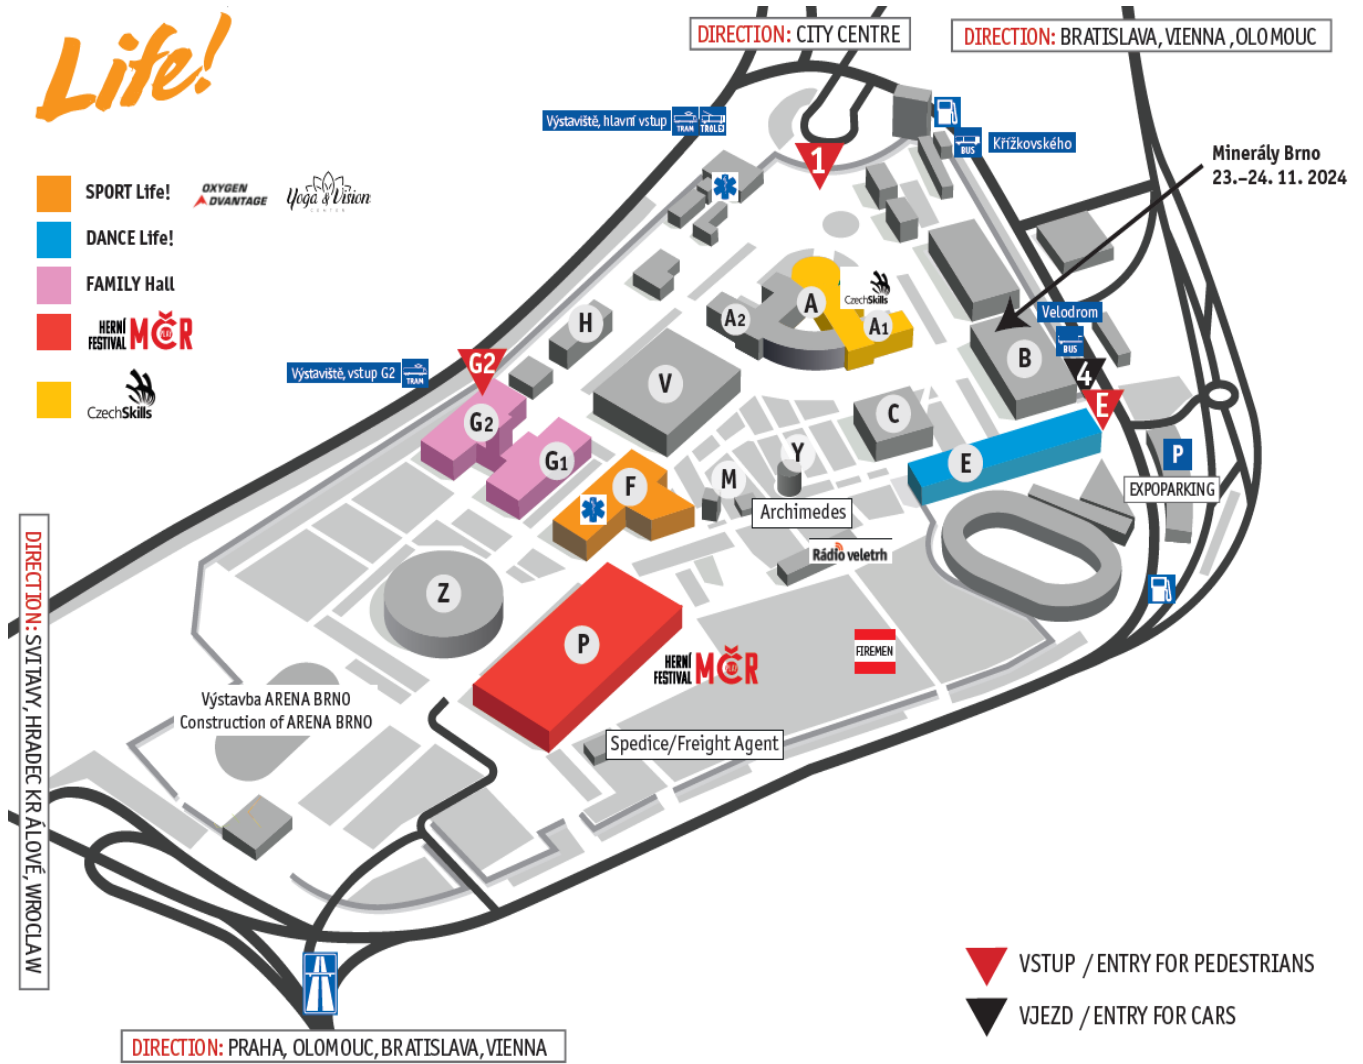 Life!
DIRECTION: CITY CENTRE
DIRECTION: BRATISLAVA, VIENNA, OLOMOUC
Výstaviště, hlavní vstup
TRAM
TROLEJ
1
BUS
Křížkovského
Minerály Brno
23.–24. 11. 2024
SPORT Life!
OXYGEN
ADVANTAGE
Yoga & Vision
CENTER
DANCE Life!
FAMILY Hall
HERNÍ
FESTIVAL
MČR
CzechSkills
A
CzechSkills
A2
A1
H
Velodrom
BUS
B
4
E
G2
Výstaviště, vstup G2
TRAM
V
C
G2
G1
F
M
Y
E
P
EXPOPARKING
Archimedes
Rádio veletrh
Z
P
HERNÍ
FESTIVAL
MČR
FIREMEN
Výstavba ARENA BRNO
Construction of ARENA BRNO
Spedice/Freight Agent
DIRECTION: SVITAVY, HRADEC KRÁLOVÉ, WROCLAW
VSTUP / ENTRY FOR PEDESTRIANS
VJEZD / ENTRY FOR CARS
DIRECTION: PRAHA, OLOMOUC, BRATISLAVA, VIENNA